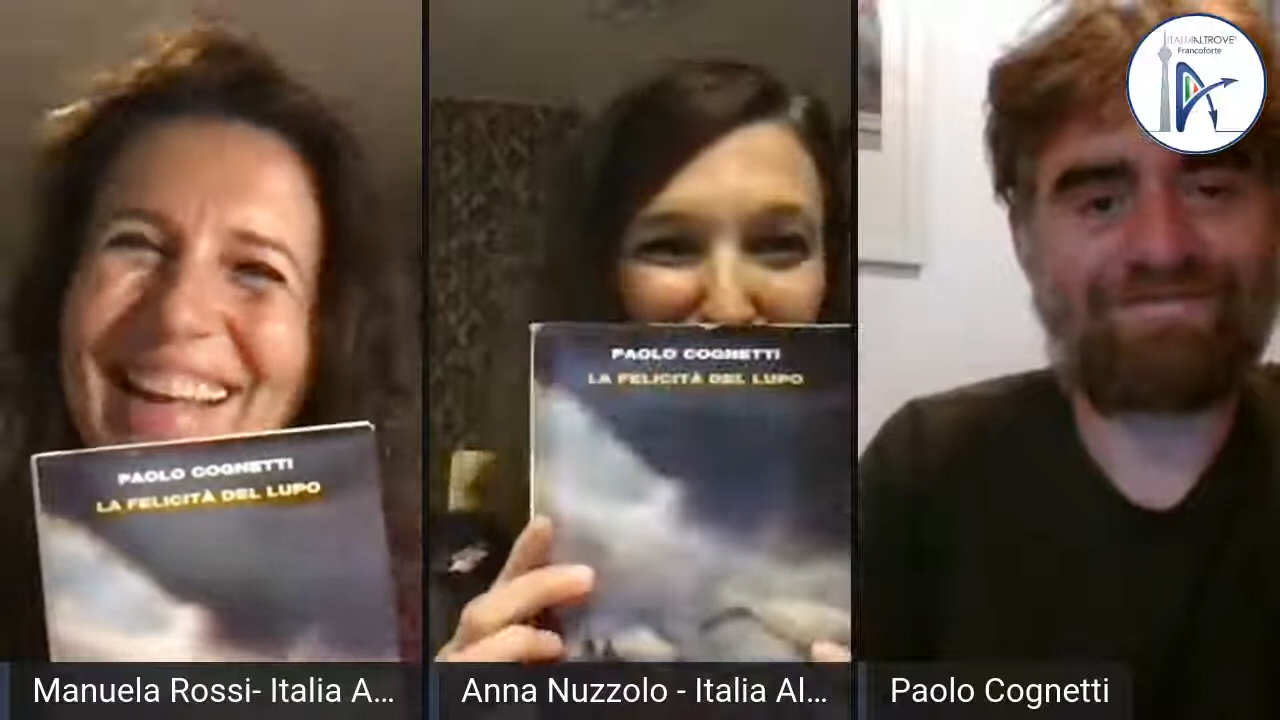 ITALIAALTROVE
Francoforte
PAOLO COGNETTI
LA FELICITÀ DEL LUPO
PAOLO COGNETTI
LA FELICITÀ DEL LUPO
Manuela Rossi- Italia A...
Anna Nuzzolo - Italia Al...
Paolo Cognetti